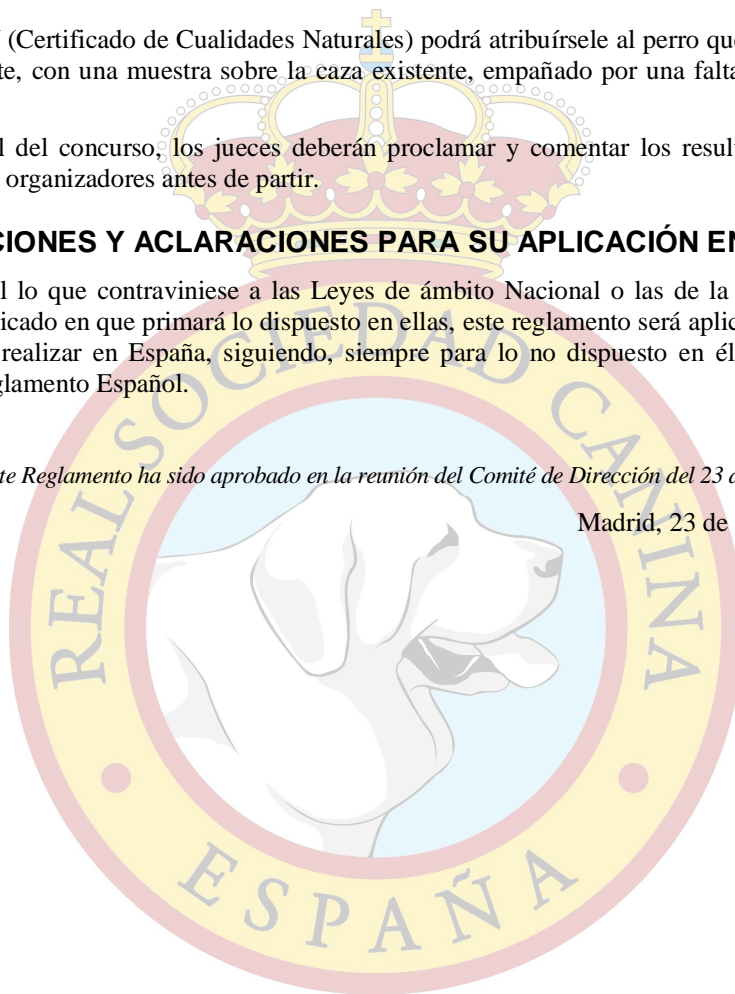 (Certificado de Cualidades Naturales) podrá atribuírsele al perro que
te, con una muestra sobre la caza existente, empañado por una falta
l del concurso, los jueces deberán proclamar y comentar los result
organizadores antes de partir.
CIONES Y ACLARACIONES PARA SU APLICACIÓN EN
l lo que contraviniese a las Leyes de ámbito Nacional o las de la
icado en que primará lo dispuesto en ellas, este reglamento será aplic
realizar en España, siguiendo, siempre para lo no dispuesto en él
glamento Español.
te Reglamento ha sido aprobado en la reunión del Comité de Dirección del 23 d
Madrid, 23 de
REAL SOCIEDAD CANINA
ESPAÑA